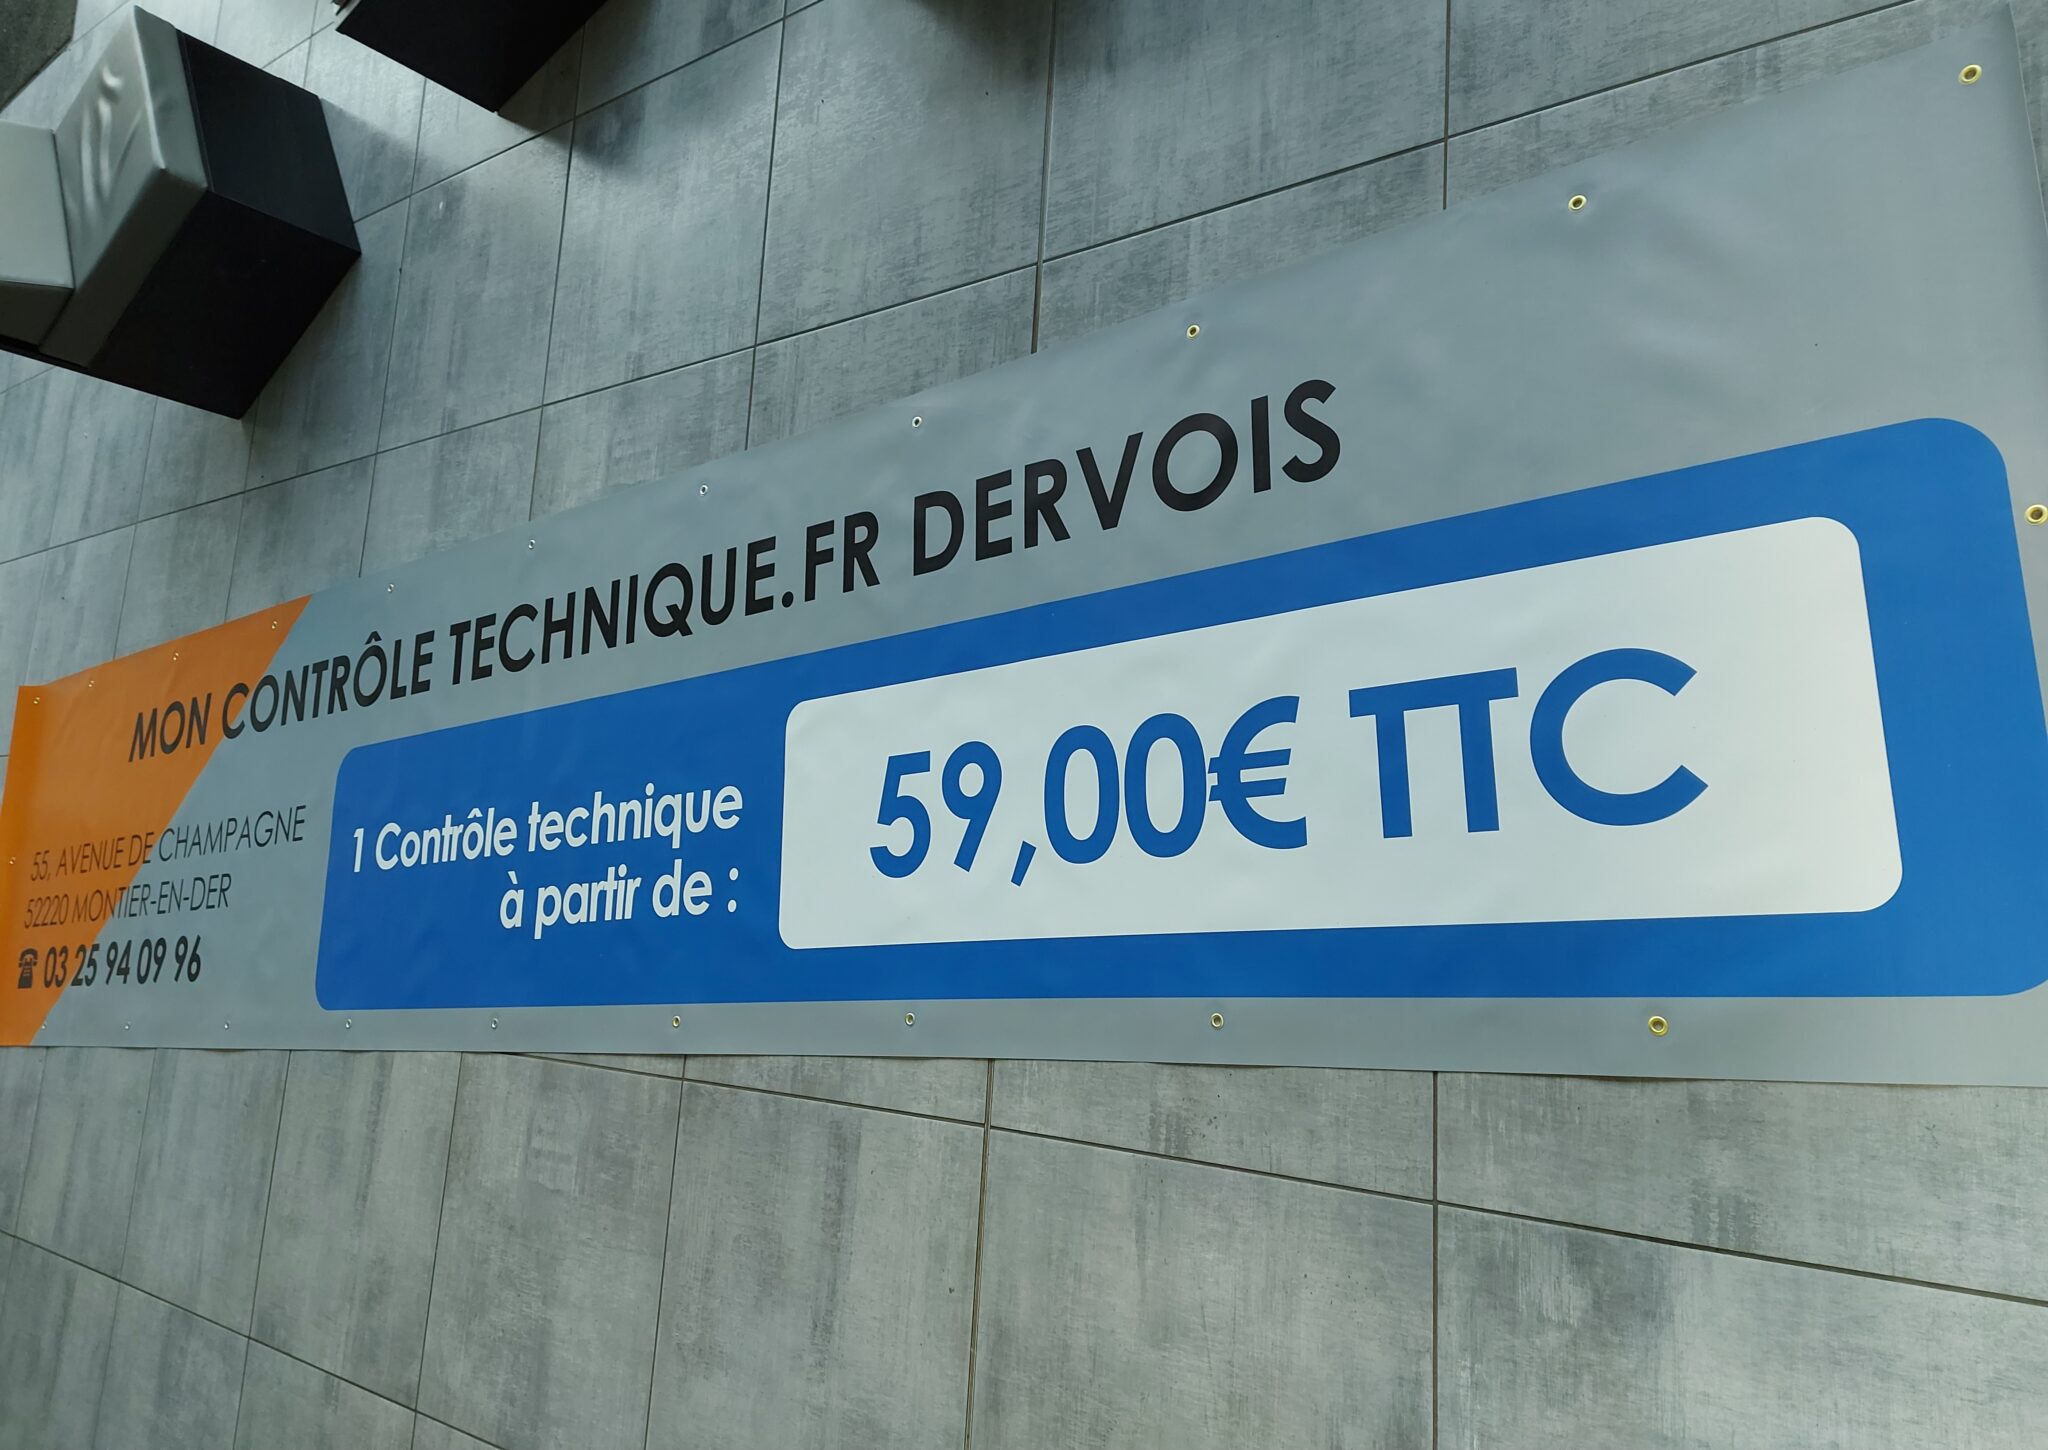 MON CONTRÔLE TECHNIQUE.FR DERVOIS
55, AVENUE DE CHAMPAGNE
52220 MONTIER-EN-DER
☎ 03 25 94 09 96
1 Contrôle technique
à partir de :
59,00€ TTC